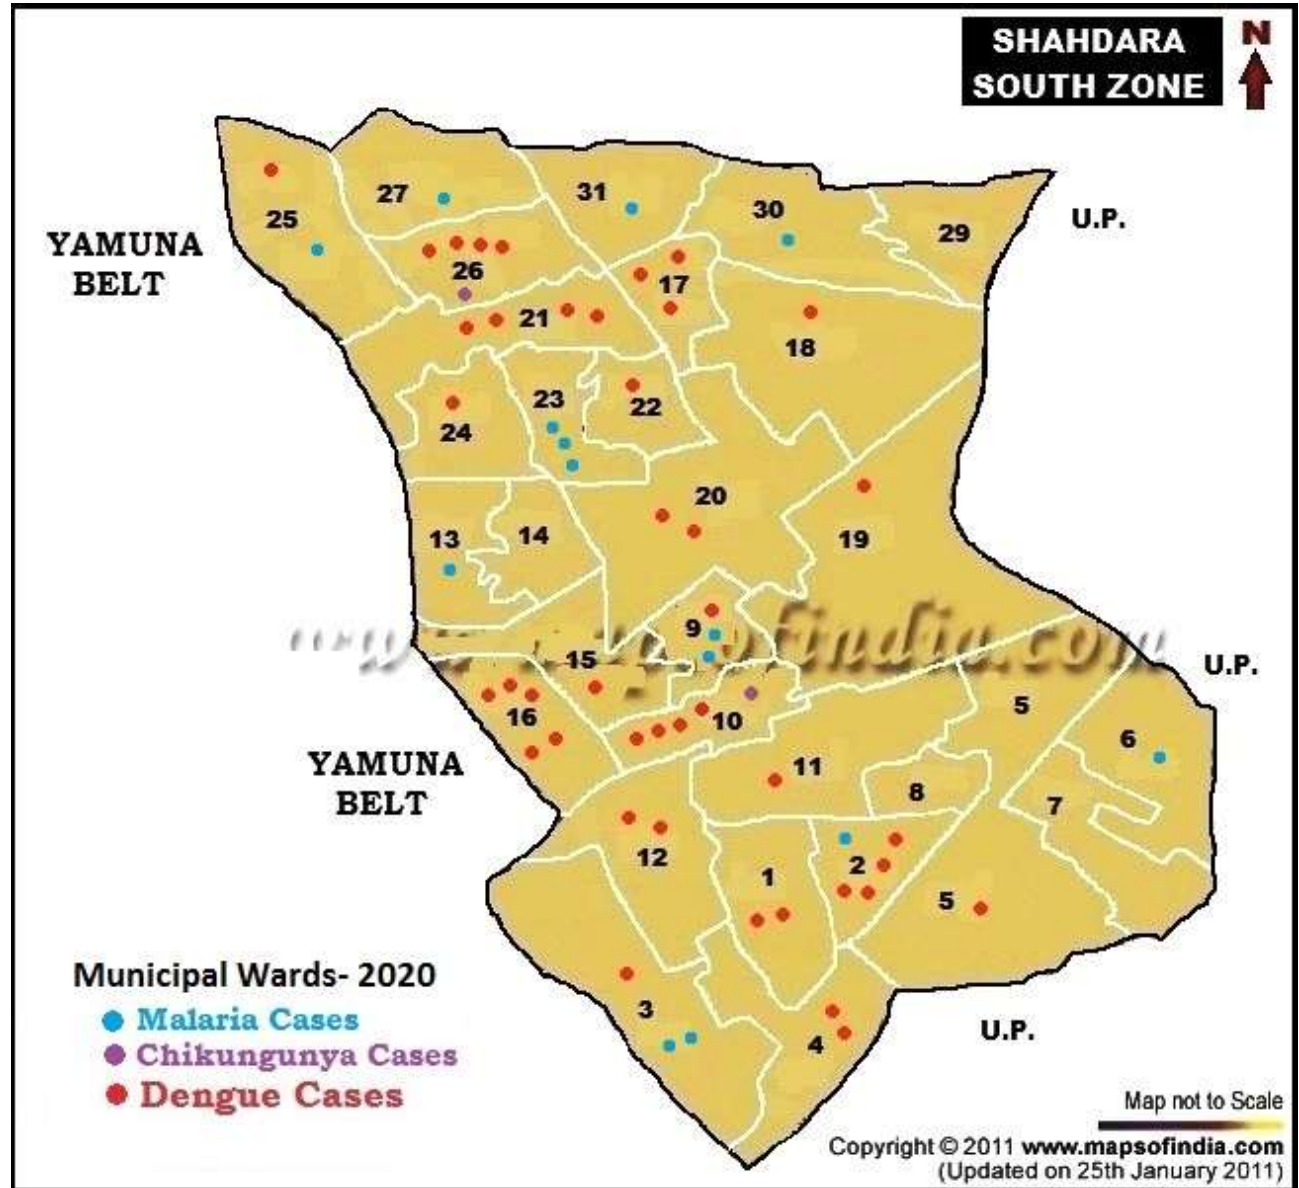 SHAHDARA
SOUTH ZONE
N
U.P.
27
31
30
29
25
YAMUNA
BELT
26
17
21
18
23
22
24
20
13
14
19
9
www.mapsofindia.com
15
U.P.
16
10
5
6
YAMUNA
BELT
11
8
7
12
2
1
5
Municipal Wards- 2020
Malaria Cases
Chikungunya Cases
Dengue Cases
3
4
U.P.
Map not to Scale
Copyright © 2011 www.mapsofindia.com
(Updated on 25th January 2011)